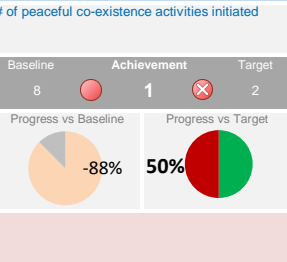 # of peaceful co-existence activities initiated
Baseline Achievement Target
8 1 2
Progress vs Baseline Progress vs Target
-88% 50%